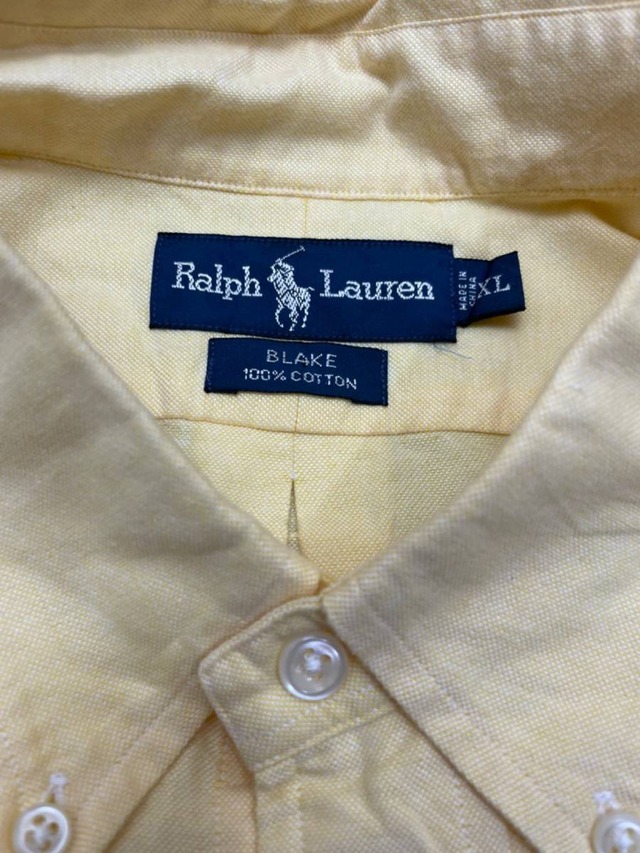 Ralph Lauren
MADE IN
CHINA
XL
BLAKE
100% COTTON